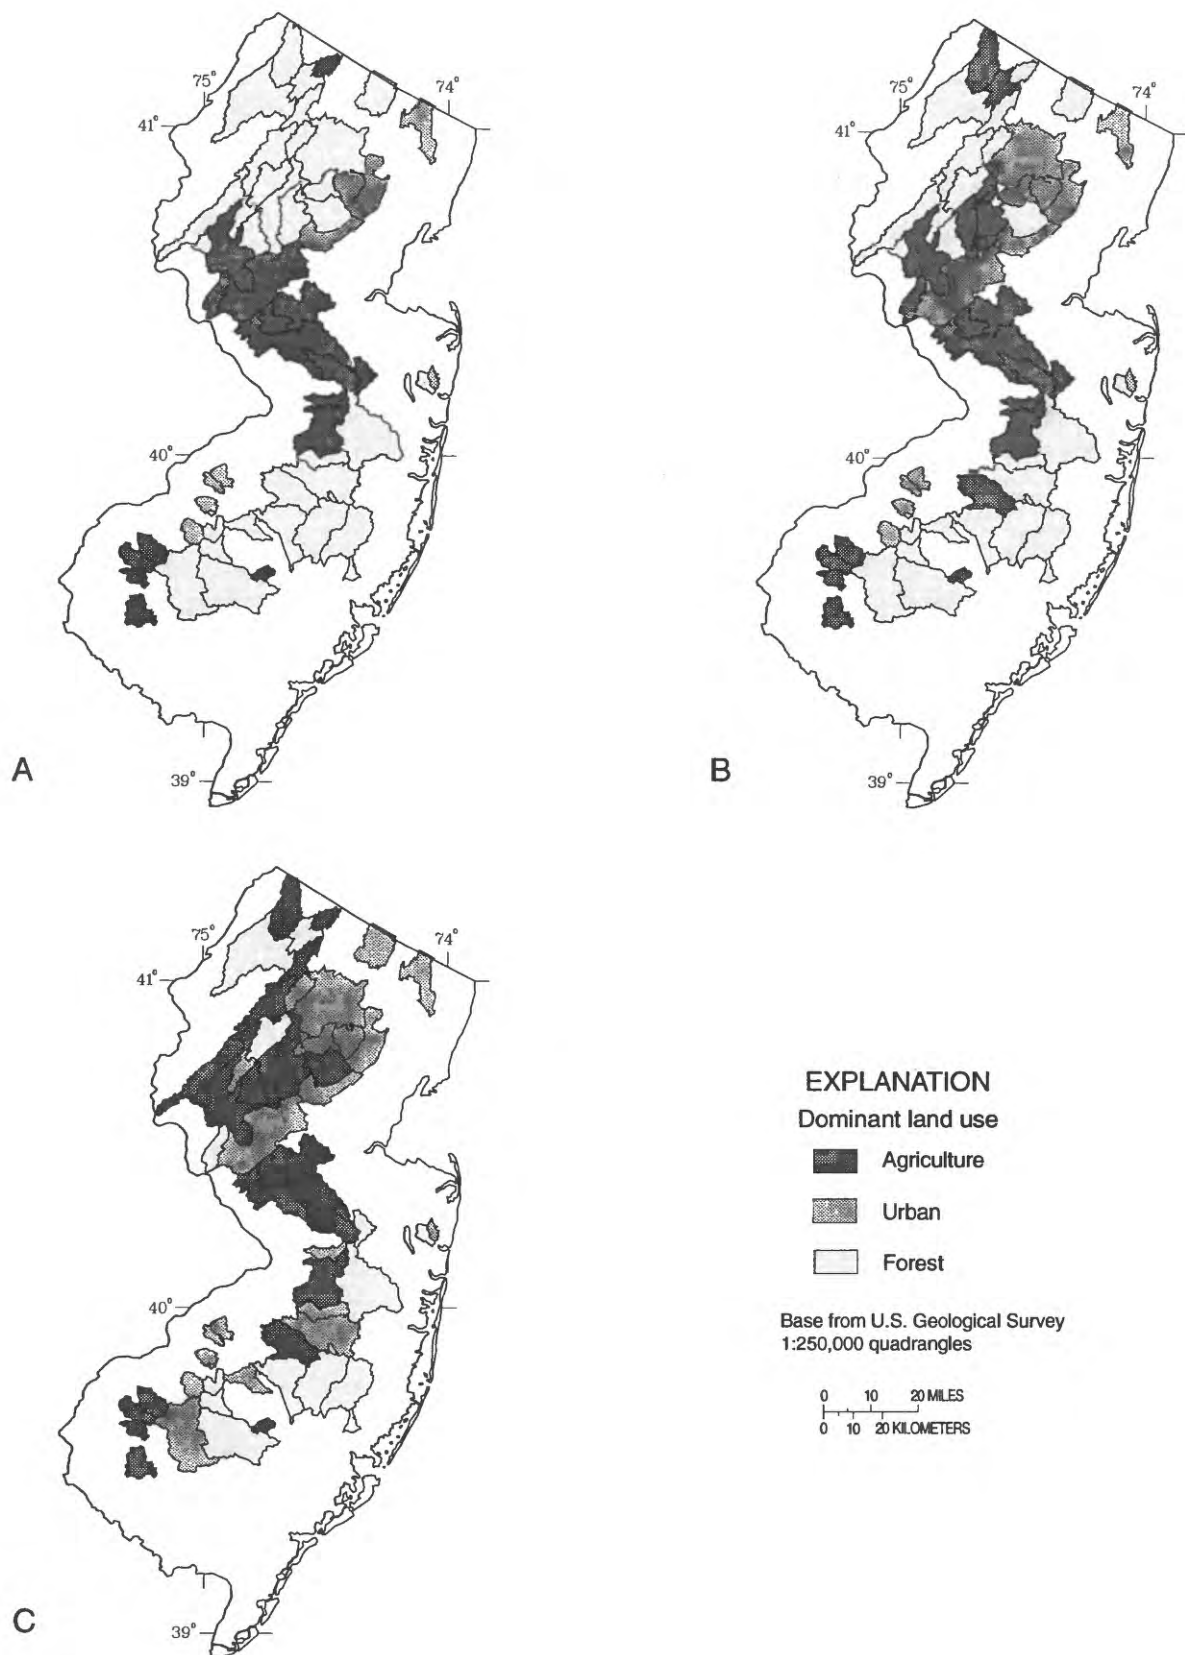 75°
74°
41°
40°
39°
A
75°
74°
41°
40°
39°
B
75°
74°
41°
40°
39°
C
EXPLANATION
Dominant land use
Agriculture
Urban
Forest
Base from U.S. Geological Survey
1:250,000 quadrangles
0 10 20 MILES
0 10 20 KILOMETERS